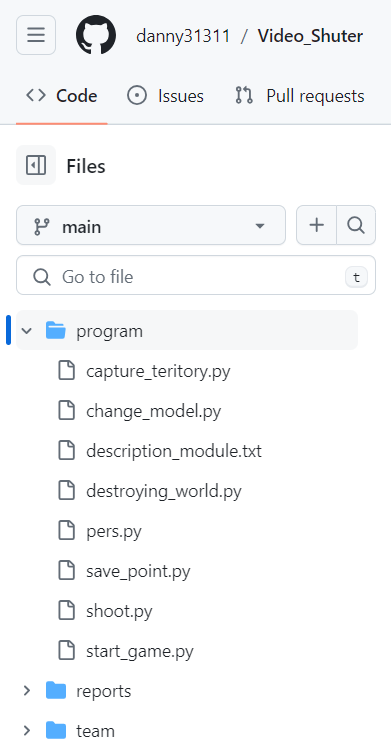 danny31311 / Video_Shuter
Code Issues Pull requests
Files
main
Go to file t
program
capture_teritory.py
change_model.py
description_module.txt
destroying_world.py
pers.py
save_point.py
shoot.py
start_game.py
reports
team